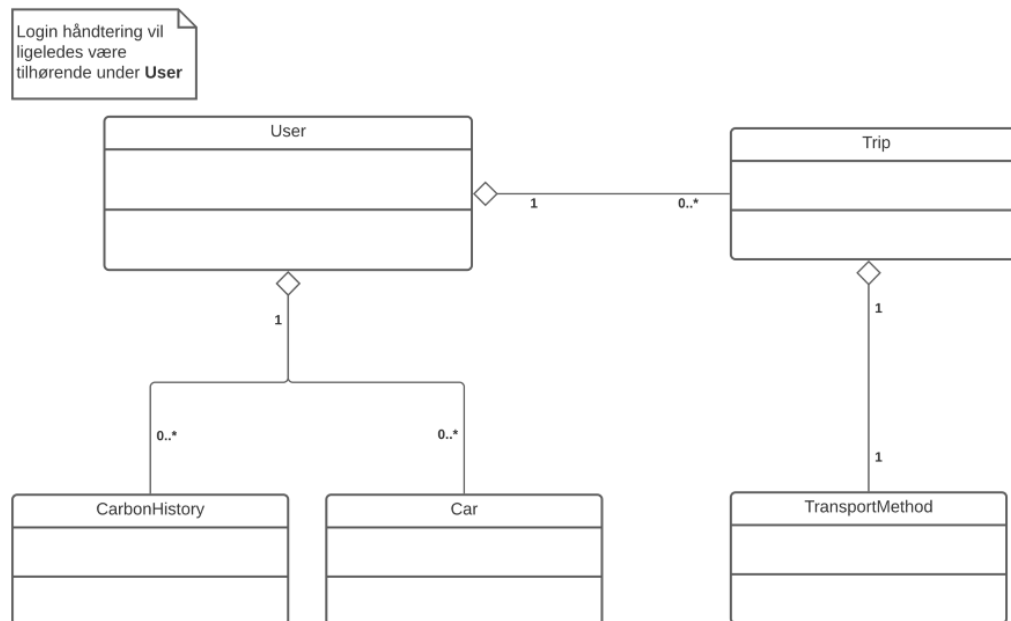 Login håndtering vil
ligeledes være
tilhørende under User
User
Trip
1
0..*
1
1
0..*
0..*
1
CarbonHistory
Car
TransportMethod